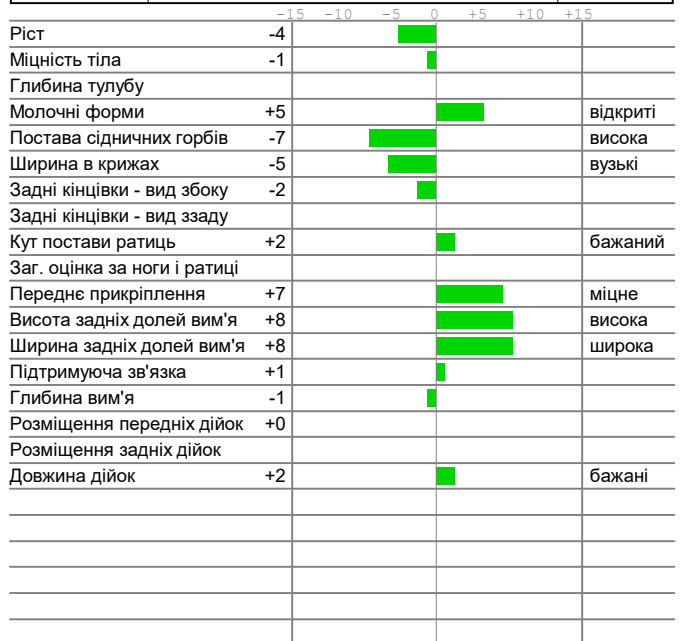 -15 -10 -5 0 +5 +10 +15
Ріст -4
Міцність тіла -1
Глибина тулубу
Молочні форми +5 відкриті
Постава сідничних горбів -7 висока
Ширина в крижах -5 вузькі
Задні кінцівки - вид збоку -2
Задні кінцівки - вид ззаду
Кут постави ратиць +2 бажаний
Заг. оцінка за ноги і ратиці
Переднє прикріплення +7 міцне
Висота задніх долей вим'я +8 висока
Ширина задніх долей вим'я +8 широка
Підтримуюча зв'язка +1
Глибина вим'я -1
Розміщення передніх дійок +0
Розміщення задніх дійок
Довжина дійок +2 бажані